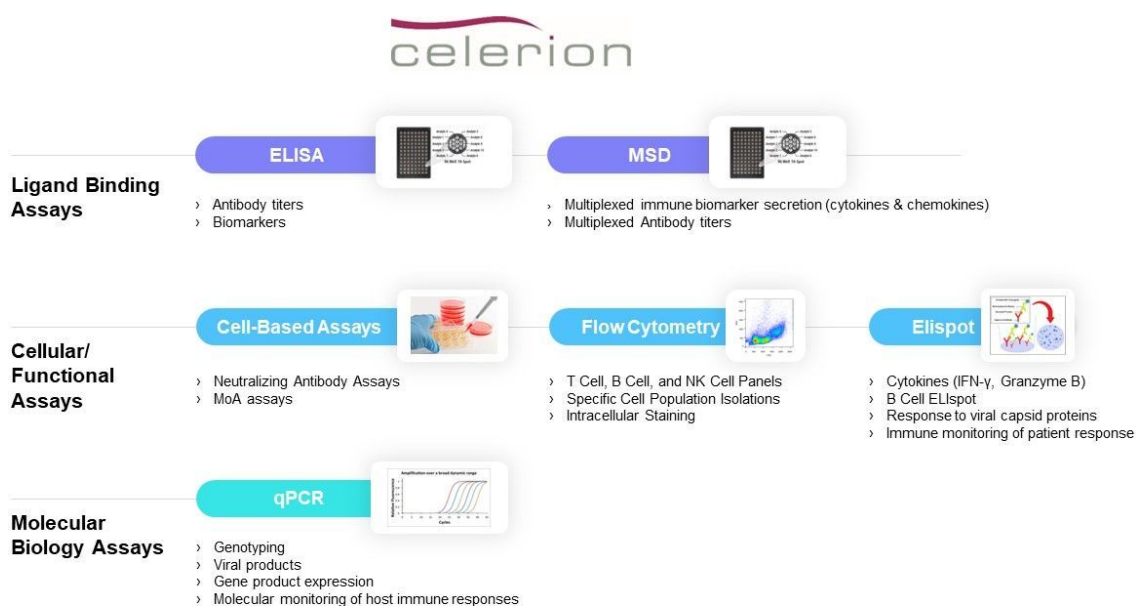 celerion
ELISA
MSD
Ligand Binding
Assays
› Antibody titers
› Biomarkers
› Multiplexed immune biomarker secretion (cytokines & chemokines)
› Multiplexed Antibody titers
Cell-Based Assays
Flow Cytometry
Elispot
Cellular/
Functional
Assays
› Neutralizing Antibody Assays
› MoA assays
› T Cell, B Cell, and NK Cell Panels
› Specific Cell Population Isolations
› Intracellular Staining
› Cytokines (IFN-γ, Granzyme B)
› B Cell ELIspot
› Response to viral capsid proteins
› Immune monitoring of patient response
qPCR
Amplification over a broad dynamic range
Relative Fluorescence
Cycles
Molecular
Biology Assays
› Genotyping
› Viral products
› Gene product expression
› Molecular monitoring of host immune responses